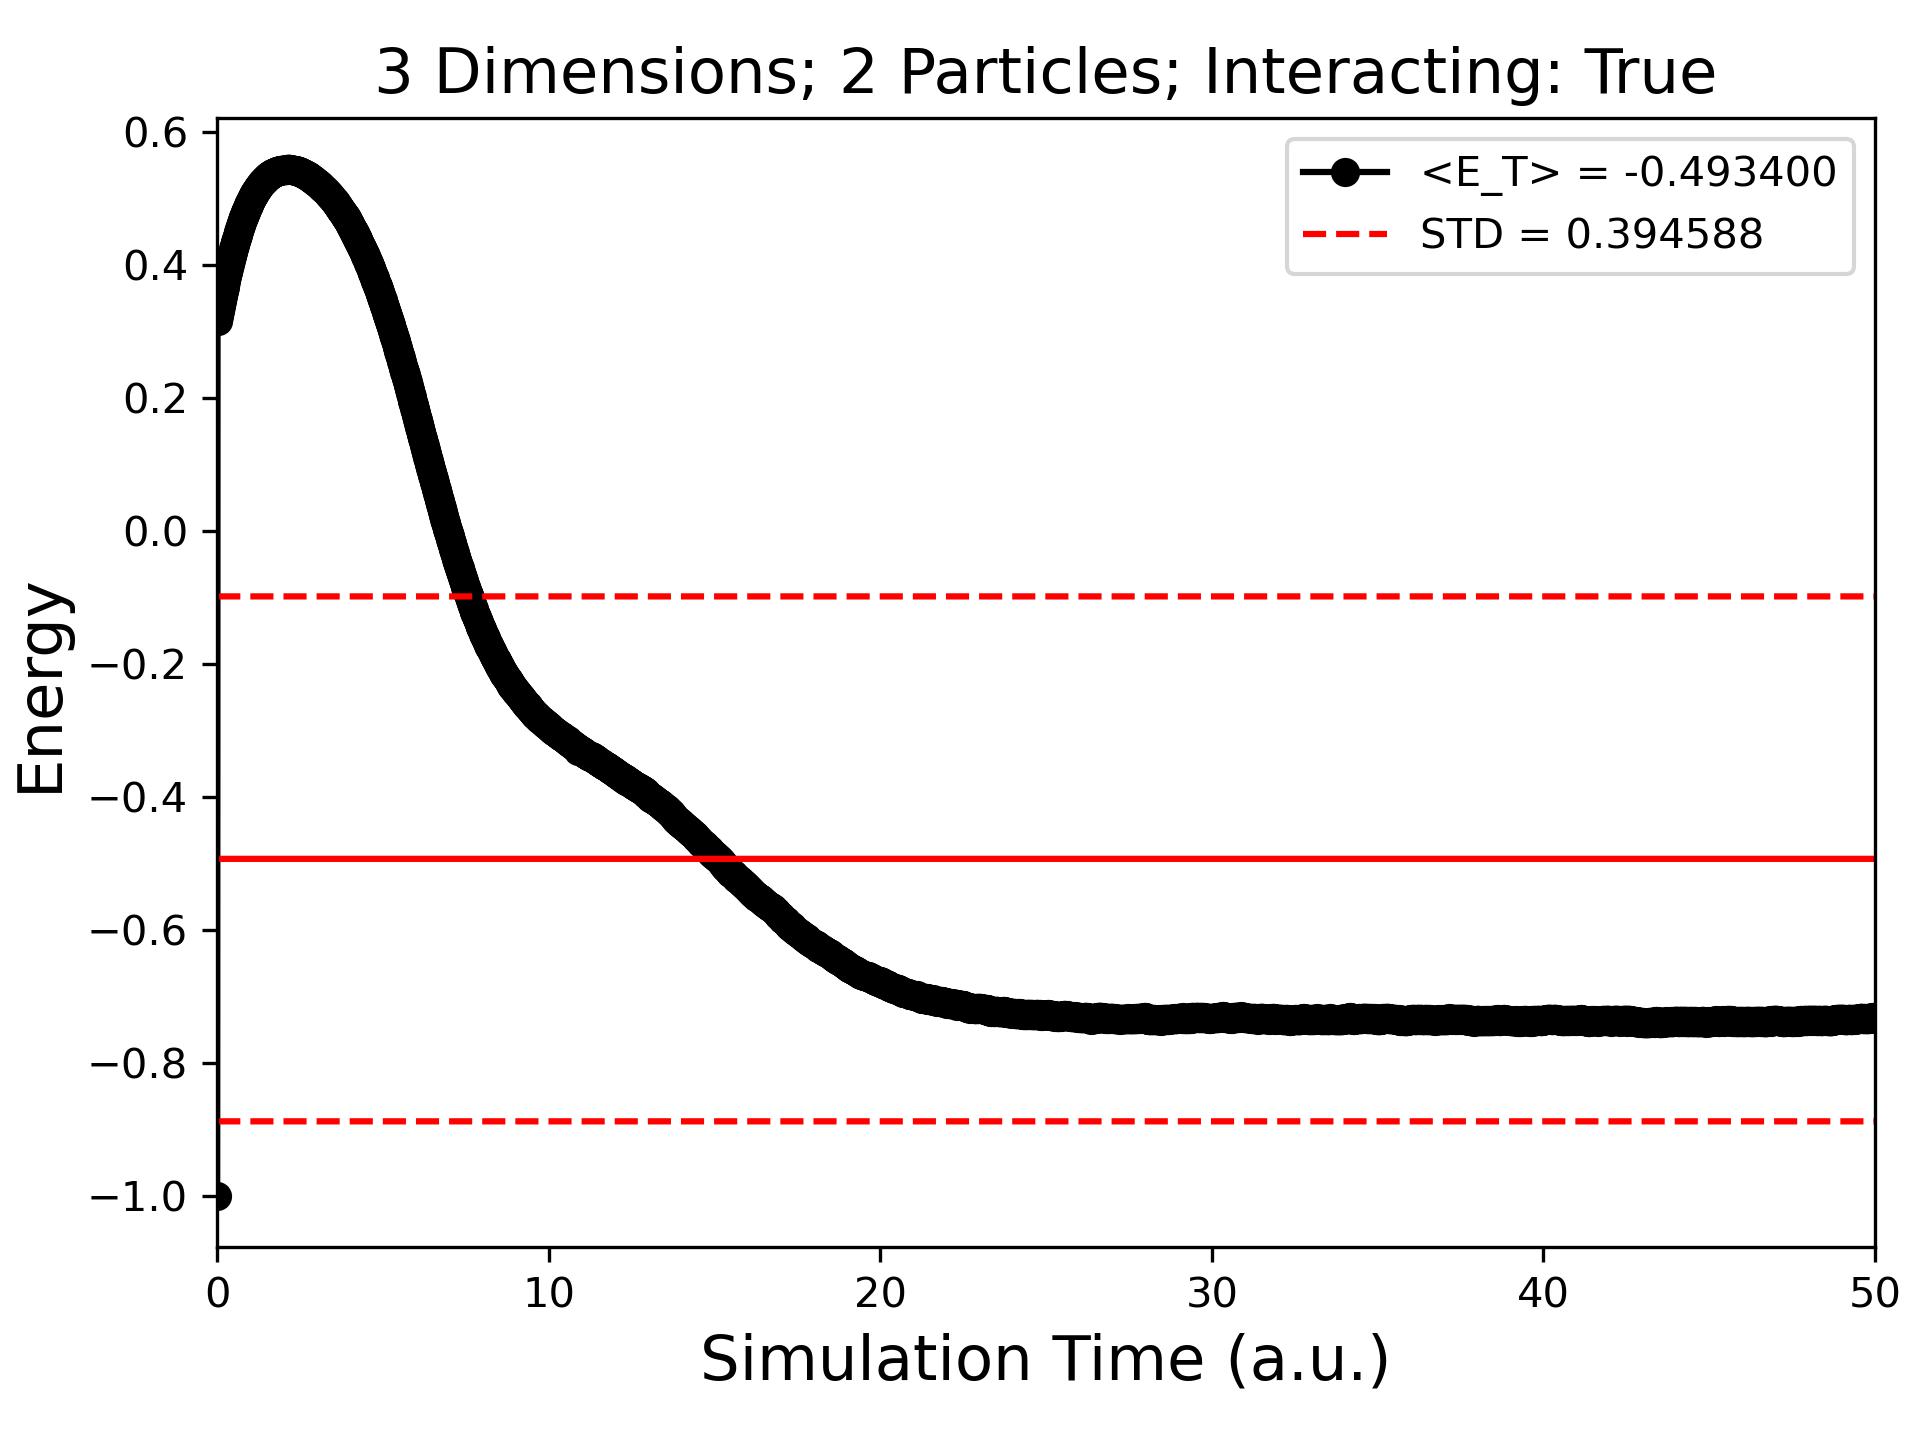 3 Dimensions; 2 Particles; Interacting: True
<E_T> = -0.493400
STD = 0.394588
Energy
0.6
0.4
0.2
0.0
−0.2
−0.4
−0.6
−0.8
−1.0
0 10 20 30 40 50
Simulation Time (a.u.)